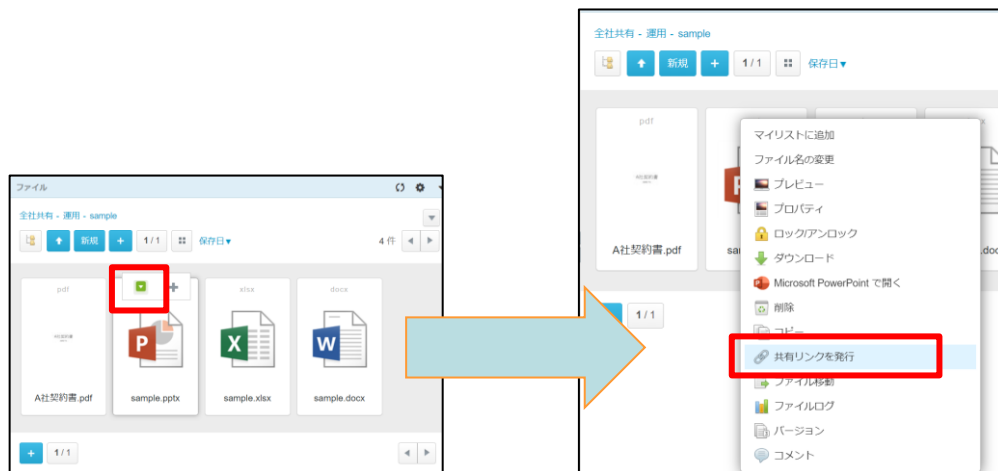 ファイル
全社共有 - 運用 - sample
新規 + 1 / 1 保存日▼ 4 件
pdf xlsx docx
A社契約書.pdf sample.pptx sample.xlsx sample.docx
+ 1 / 1
全社共有 - 運用 - sample
新規 + 1 / 1 保存日▼
pdf
A社契約書.pdf
1 / 1
マイリストに追加
ファイル名の変更
プレビュー
プロパティ
ロック/アンロック
ダウンロード
Microsoft PowerPoint で開く
削除
コピー
共有リンクを発行
ファイル移動
ファイルログ
バージョン
コメント